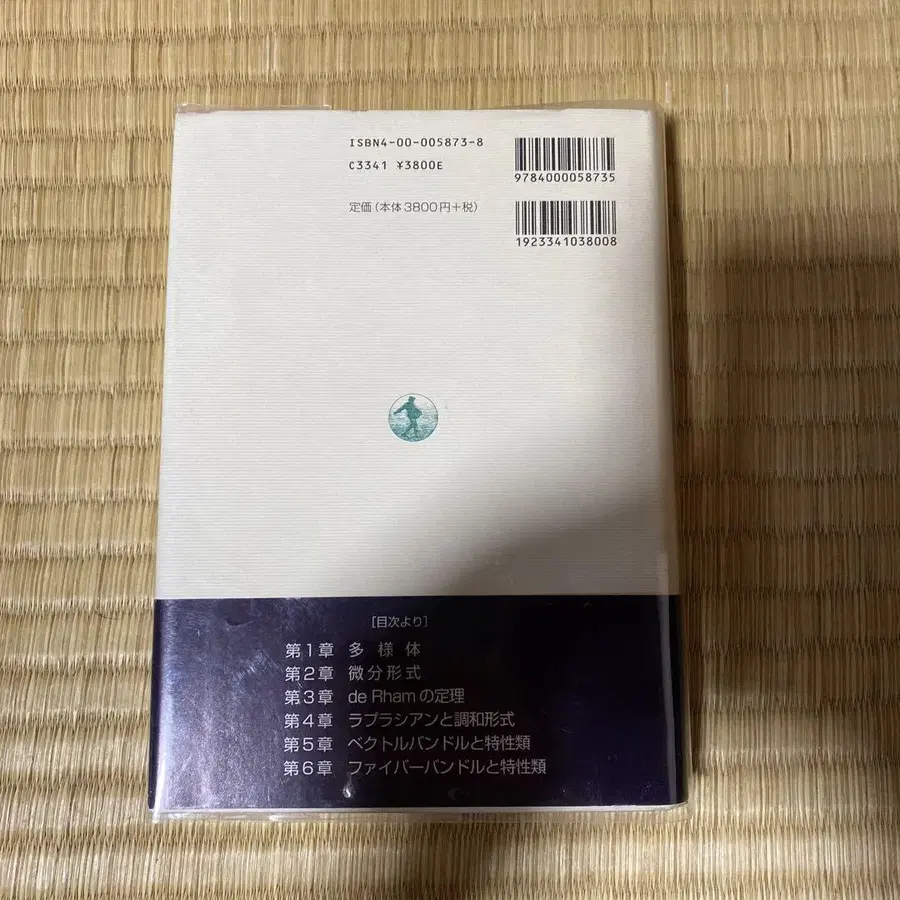 ISBN4-00-005873-8
C3341 ¥3800E
定価(本体3800円+税)
9784000058735
1923341038008
[目次より]
第1章 多様体
第2章 微分形式
第3章 de Rhamの定理
第4章 ラプラシアンと調和形式
第5章 ベクトルバンドルと特性類
第6章 ファイバーバンドルと特性類